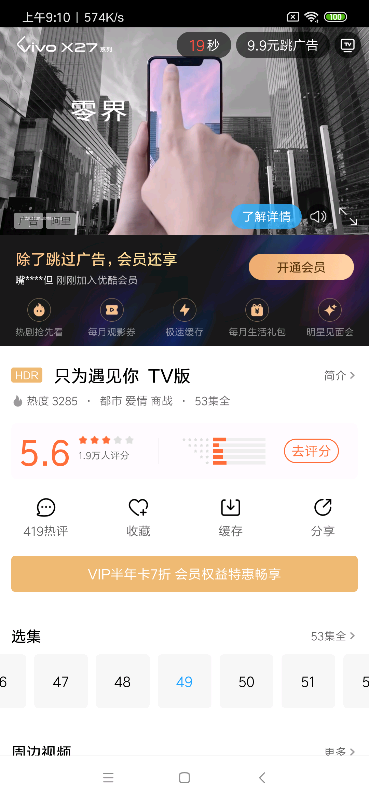 上午9:10 | 574K/s
100
vivo X27系列
19秒
9.9元跳广告
TV
零界
广告
了解详情
除了跳过广告，会员还享
嘴****但 刚刚加入优酷会员
开通会员
热剧抢先看
每月观影券
极速缓存
每月生活礼包
明星见面会
HDR 只为遇见你 TV版
简介 >
热度 3285 · 都市 爱情 商战 · 53集全
5.6
1.9万人评分
去评分
419热评
收藏
缓存
分享
VIP半年卡7折 会员权益特惠畅享
选集
53集全 >
6 47 48 49 50 51 5
周边视频
更多 >